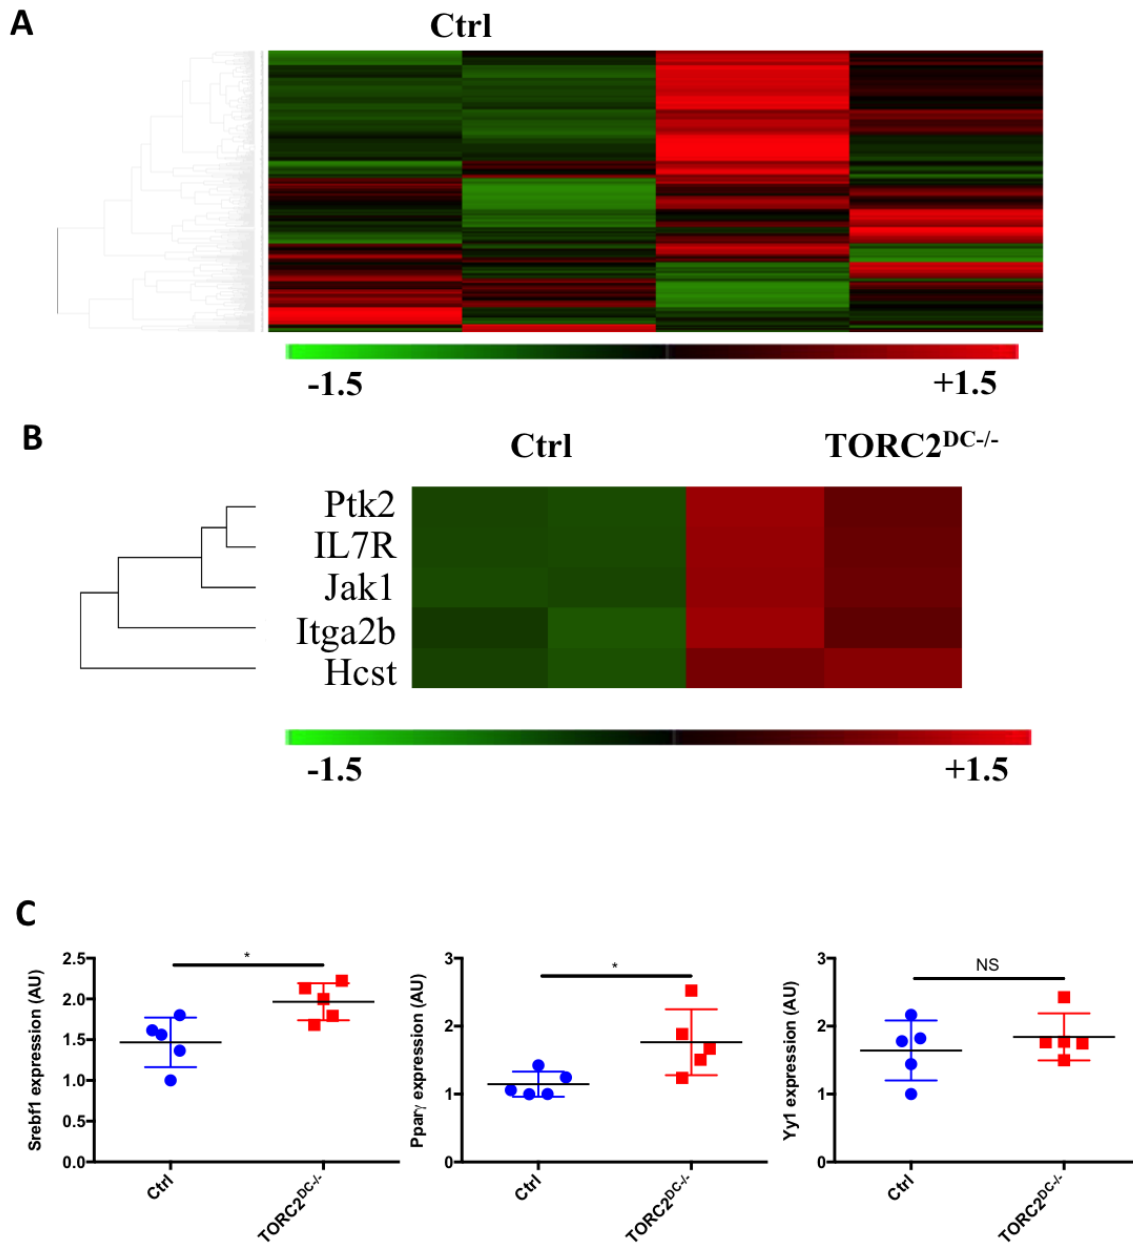 A
Ctrl
-1.5 +1.5
B
Ctrl TORC2DC-/-
Ptk2
IL7R
Jak1
Itga2b
Hcst
-1.5 +1.5
C
Srebf1 expression (AU)
2.5
2.0
1.5
1.0
0.5
0.0
*
Ctrl
TORC2DC-/-
Pparγ expression (AU)
3
2
1
0
*
Ctrl
TORC2DC-/-
Yy1 expression (AU)
3
2
1
0
NS
Ctrl
TORC2DC-/-